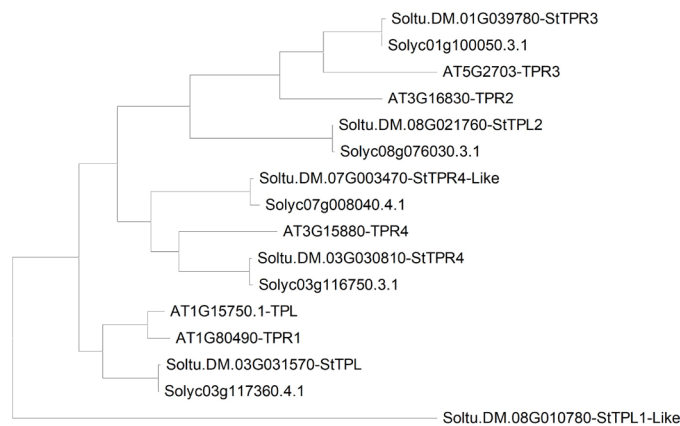 Soltu.DM.01G039780-StTPR3
Solyc01g100050.3.1
AT5G2703-TPR3
AT3G16830-TPR2
Soltu.DM.08G021760-StTPL2
Solyc08g076030.3.1
Soltu.DM.07G003470-StTPR4-Like
Solyc07g008040.4.1
AT3G15880-TPR4
Soltu.DM.03G030810-StTPR4
Solyc03g116750.3.1
AT1G15750.1-TPL
AT1G80490-TPR1
Soltu.DM.03G031570-StTPL
Solyc03g117360.4.1
Soltu.DM.08G010780-StTPL1-Like